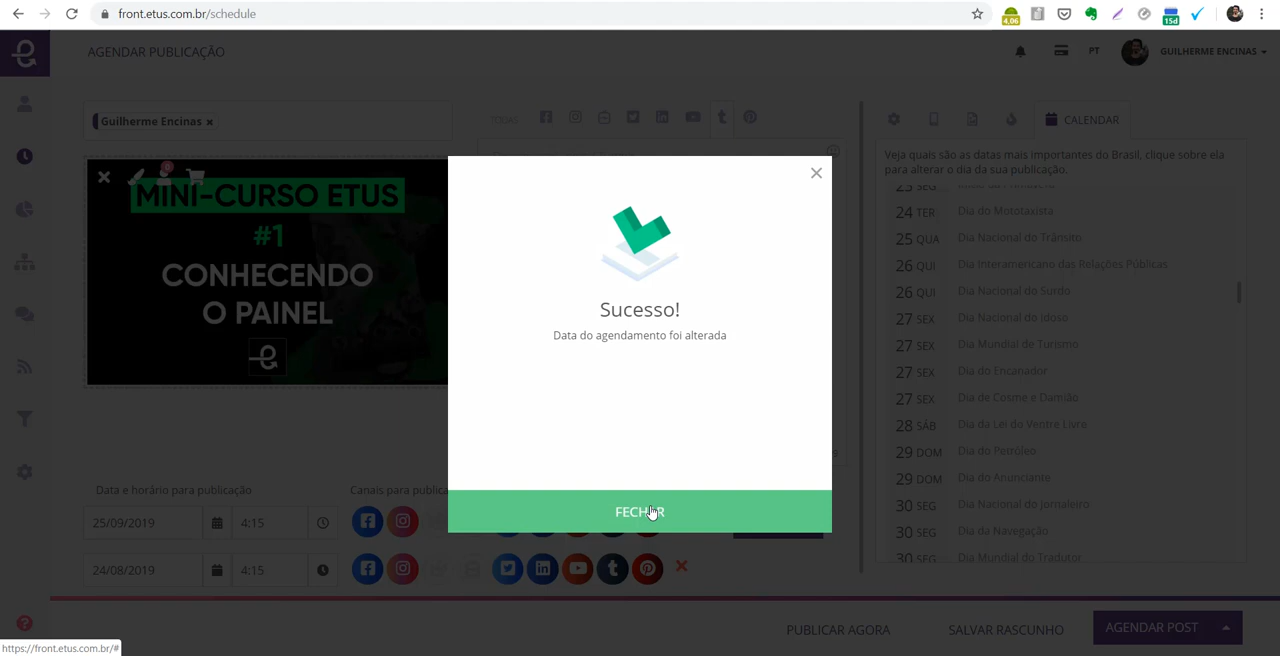 front.etus.com.br/schedule
4,06
15d
AGENDAR PUBLICAÇÃO
PT
GUILHERME ENCINAS
Guilherme Encinas ×
CALENDAR
Veja quais são as datas mais importantes do Brasil, clique sobre ela
para alterar o dia da sua publicação.
0
MINI-CURSO ETUS
#1
CONHECENDO
O PAINEL
Sucesso!
Data do agendamento foi alterada
FECHAR
24 TER Dia do Mototaxista
25 QUA Dia Nacional do Trânsito
26 QUI Dia Interamericano das Relações Públicas
26 QUI Dia Nacional do Surdo
27 SEX Dia Nacional do Idoso
27 SEX Dia Mundial de Turismo
27 SEX Dia do Encanador
27 SEX Dia de Cosme e Damião
28 SÁB Dia da Lei do Ventre Livre
29 DOM Dia do Petróleo
29 DOM Dia do Anunciante
30 SEG Dia Nacional do Jornaleiro
30 SEG Dia da Navegação
30 SEG Dia Mundial do Tradutor
Data e horário para publicação
Canais para publica
25/09/2019 4:15
24/08/2019 4:15
PUBLICAR AGORA
SALVAR RASCUNHO
AGENDAR POST
https://front.etus.com.br/#